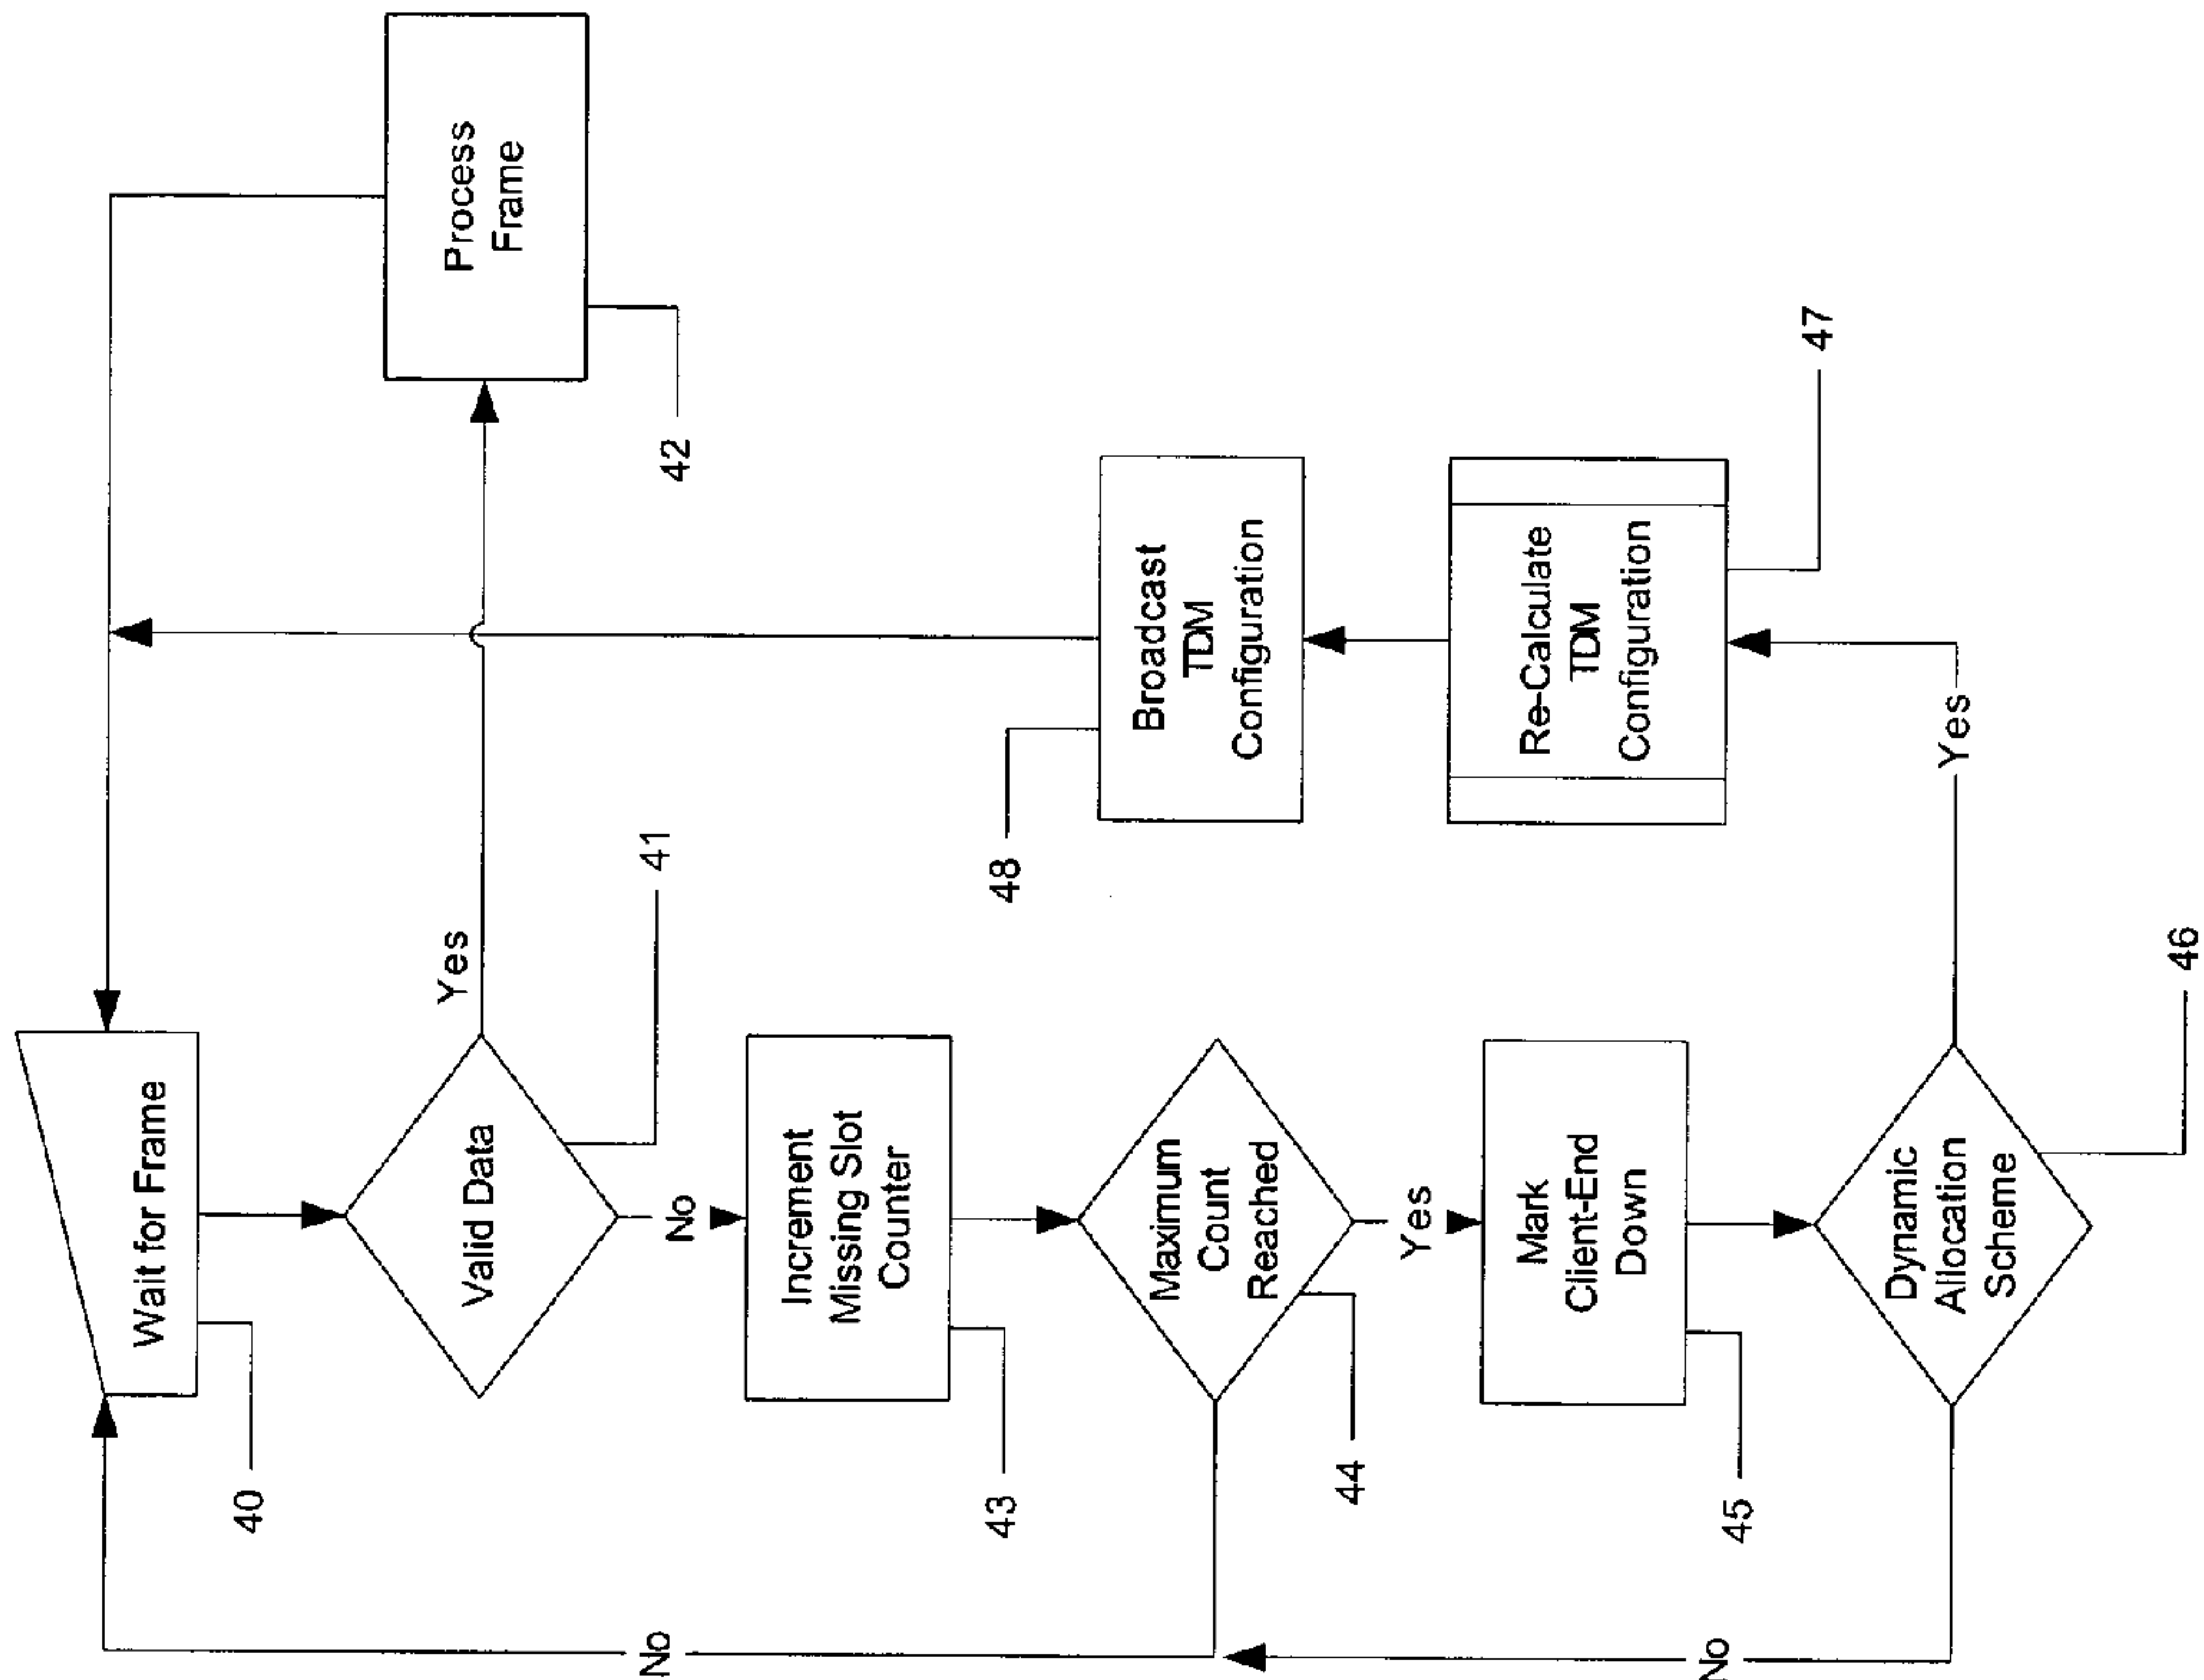 Wait for Frame
40
Valid Data
41
Yes
No
Process
Frame
42
Increment
Missing Slot
Counter
43
Maximum
Count
Reached
44
No
Yes
Mark
Client-End
Down
45
Dynamic
Allocation
Scheme
46
No
Yes
Re-Calculate
TDM
Configuration
47
Broadcast
TDM
Configuration
48